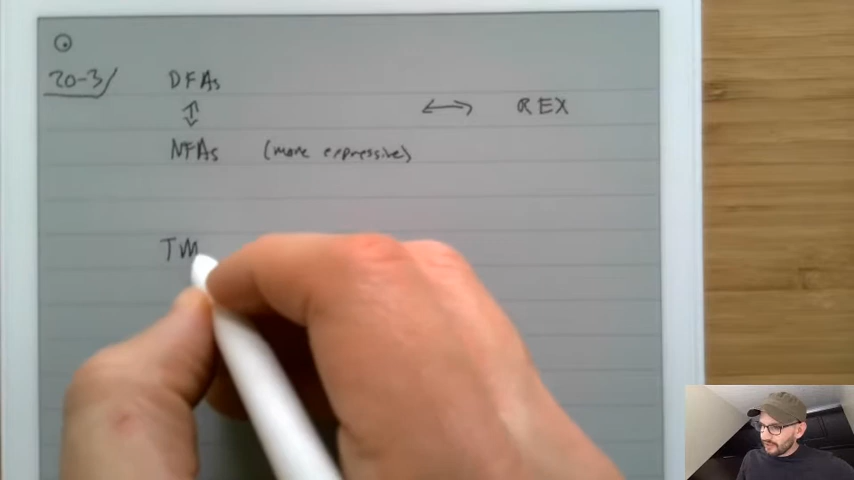 20-3/ DFAs
↕ ↔ REX
NFAs (more expressive)
TM